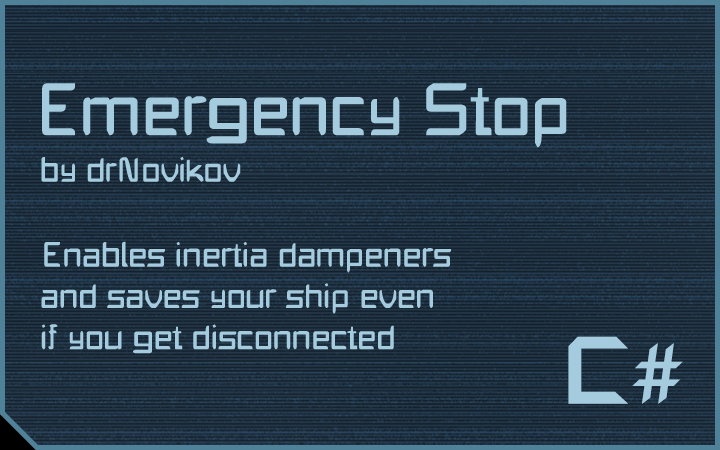 Emergency Stop
by drNovikov
Enables inertia dampeners
and saves your ship even
if you get disconnected
C#